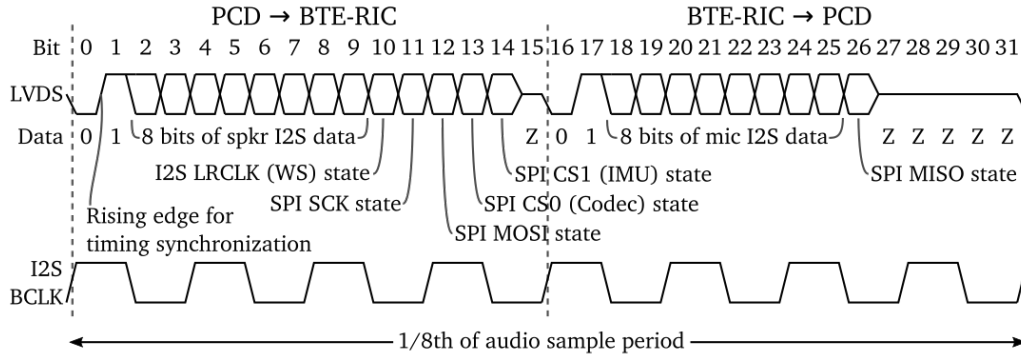 PCD → BTE-RIC BTE-RIC → PCD
Bit 0 1 2 3 4 5 6 7 8 9 10 11 12 13 14 15 16 17 18 19 20 21 22 23 24 25 26 27 28 29 30 31
LVDS
Data 0 1 8 bits of spkr I2S data Z 0 1 8 bits of mic I2S data Z Z Z Z Z
I2S LRCLK (WS) state SPI CS1 (IMU) state SPI MISO state
SPI SCK state SPI CS0 (Codec) state
Rising edge for
timing synchronization
SPI MOSI state
I2S
BCLK
1/8th of audio sample period